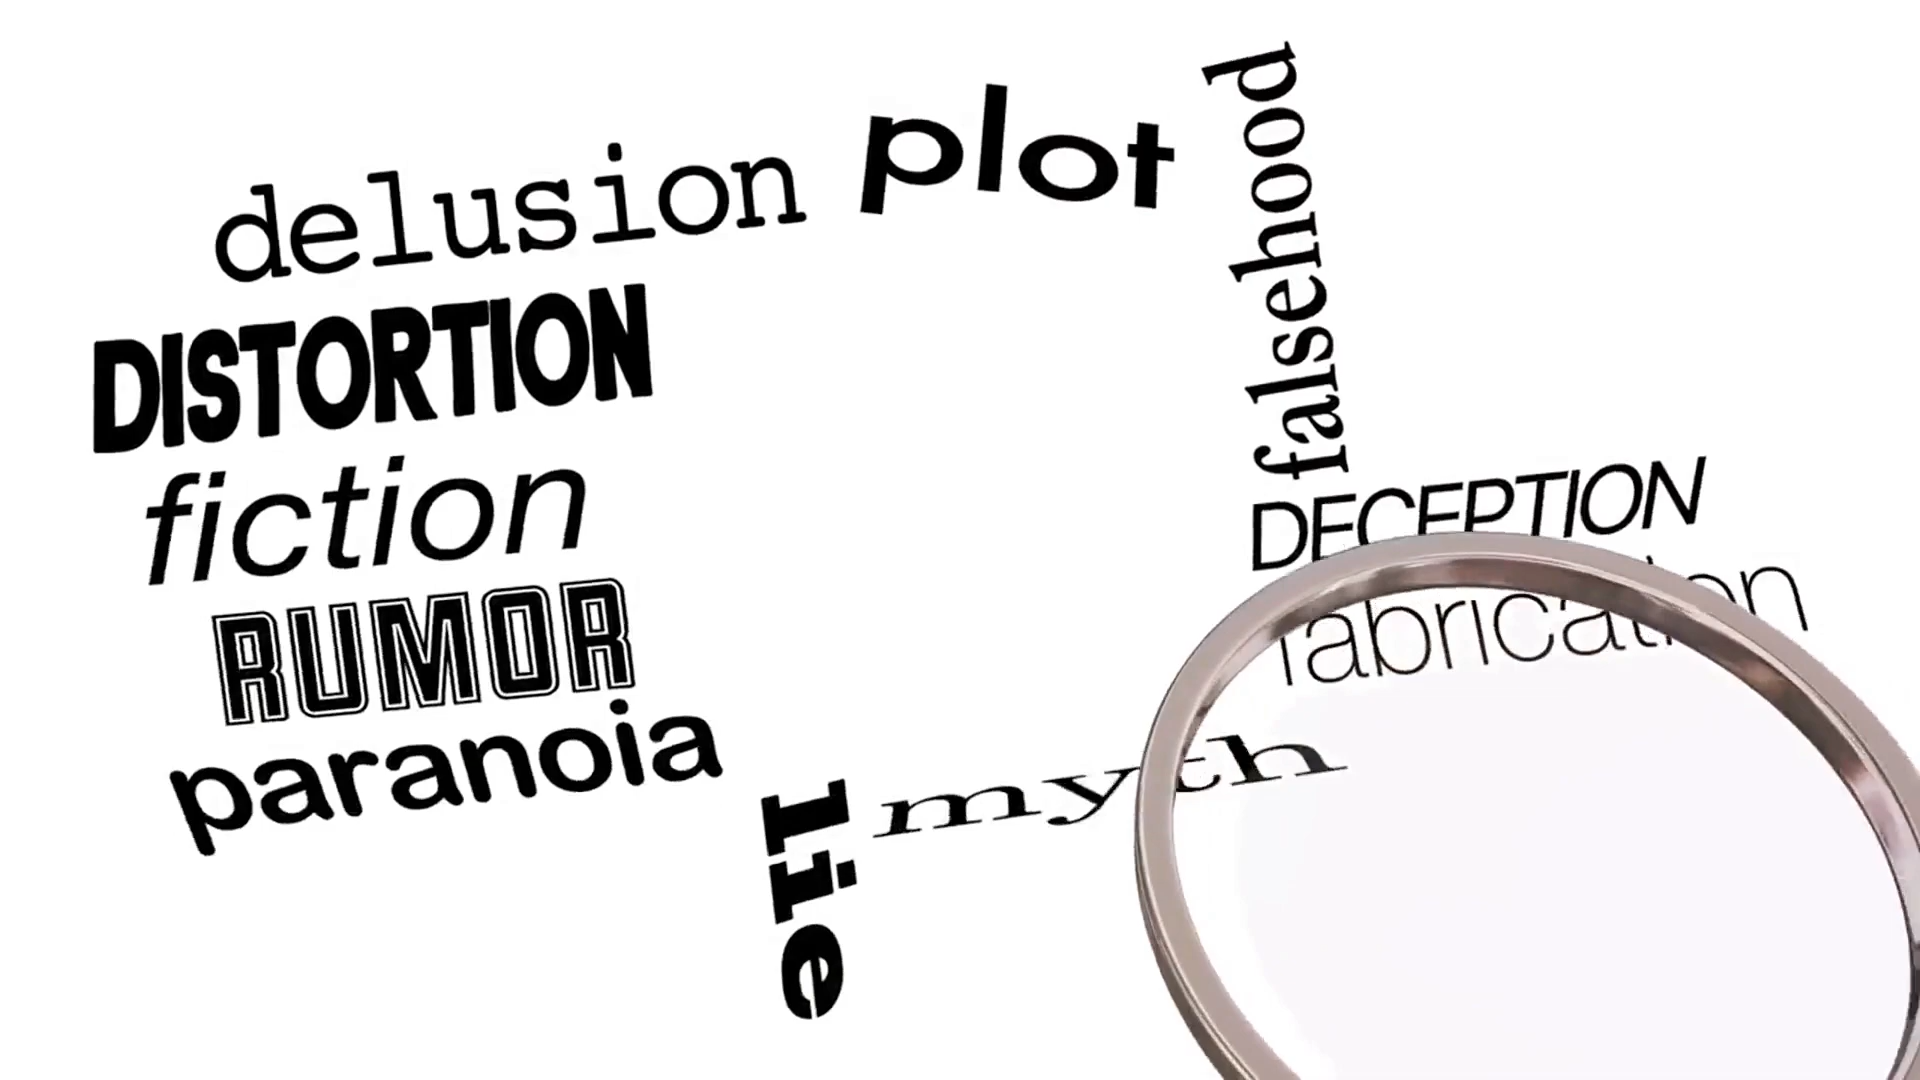 delusion
plot
falsehood
DISTORTION
fiction
DECEPTION
fabrication
RUMOR
paranoia
lie
myth